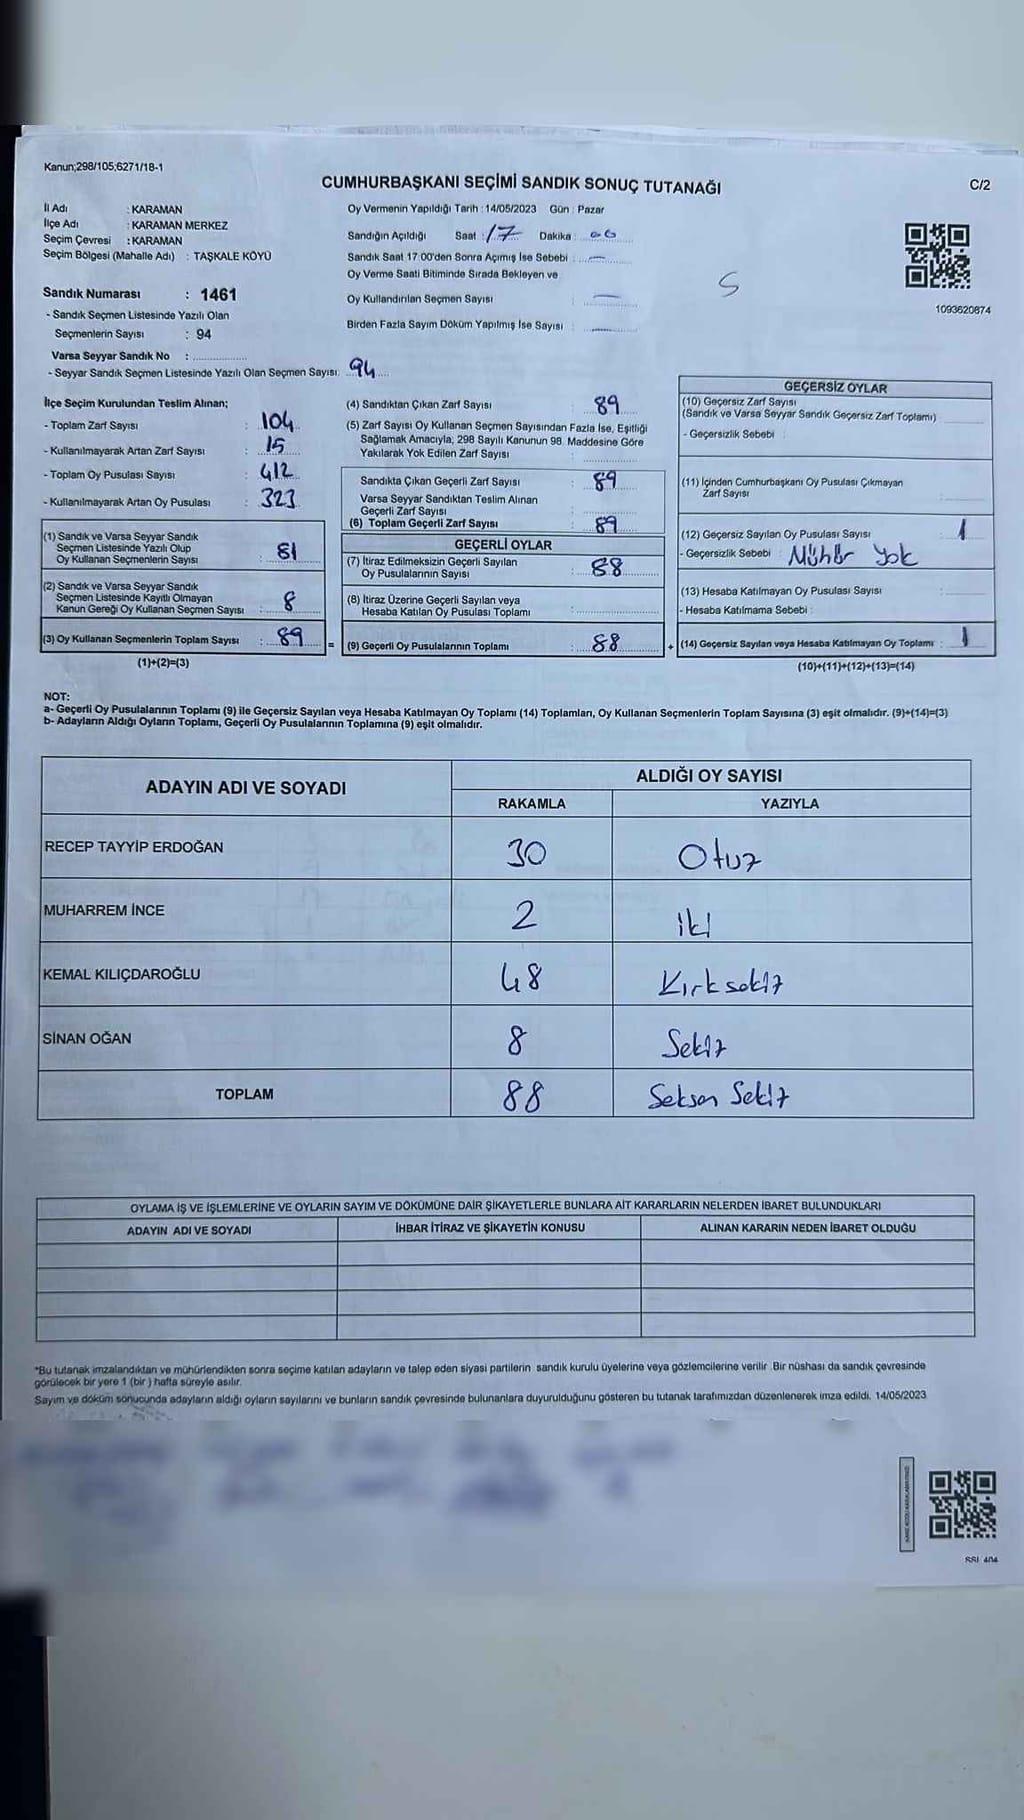 Kanun;298/105;6271/18-1
CUMHURBAŞKANI SEÇİMİ SANDIK SONUÇ TUTANAĞI
C/2
İl Adı : KARAMAN
İlçe Adı : KARAMAN MERKEZ
Seçim Çevresi : KARAMAN
Seçim Bölgesi (Mahalle Adı) : TAŞKALE KÖYÜ
Oy Vermenin Yapıldığı Tarih : 14/05/2023 Gün : Pazar
Sandığın Açıldığı Saat : 17 Dakika :
Sandık Saat 17:00'den Sonra Açımış İse Sebebi : —
Oy Verme Saati Bitiminde Sırada Bekleyen ve
Oy Kullandırılan Seçmen Sayısı : —
Birden Fazla Sayım Döküm Yapılmış İse Sayısı : —
1093620874
Sandık Numarası : 1461
- Sandık Seçmen Listesinde Yazılı Olan
Seçmenlerin Sayısı : 94
Varsa Seyyar Sandık No :
- Seyyar Sandık Seçmen Listesinde Yazılı Olan Seçmen Sayısı: 94
İlçe Seçim Kurulundan Teslim Alınan;
- Toplam Zarf Sayısı : 104
- Kullanılmayarak Artan Zarf Sayısı : 15
- Toplam Oy Pusulası Sayısı : 412
- Kullanılmayarak Artan Oy Pusulası : 323
(1) Sandık ve Varsa Seyyar Sandık
Seçmen Listesinde Yazılı Olup
Oy Kullanan Seçmenlerin Sayısı : 81
(2) Sandık ve Varsa Seyyar Sandık
Seçmen Listesinde Kayıtlı Olmayan
Kanun Gereği Oy Kullanan Seçmen Sayısı : 8
(3) Oy Kullanan Seçmenlerin Toplam Sayısı : 89
(1)+(2)=(3)
(4) Sandıktan Çıkan Zarf Sayısı : 89
(5) Zarf Sayısı Oy Kullanan Seçmen Sayısından Fazla İse, Eşitliği
Sağlamak Amacıyla, 298 Sayılı Kanunun 98. Maddesine Göre
Yakılarak Yok Edilen Zarf Sayısı :
Sandıkta Çıkan Geçerli Zarf Sayısı : 89
Varsa Seyyar Sandıktan Teslim Alınan
Geçerli Zarf Sayısı :
(6) Toplam Geçerli Zarf Sayısı : 89
GEÇERLİ OYLAR
(7) İtiraz Edilmeksizin Geçerli Sayılan
Oy Pusulalarının Sayısı : 88
(8) İtiraz Üzerine Geçerli Sayılan veya
Hesaba Katılan Oy Pusulası Toplamı :
= (9) Geçerli Oy Pusulalarının Toplamı : 88 +
GEÇERSİZ OYLAR
(10) Geçersiz Zarf Sayısı
(Sandık ve Varsa Seyyar Sandık Geçersiz Zarf Toplamı) :
- Geçersizlik Sebebi :
(11) İçinden Cumhurbaşkanı Oy Pusulası Çıkmayan
Zarf Sayısı :
(12) Geçersiz Sayılan Oy Pusulası Sayısı : 1
- Geçersizlik Sebebi : Mühür Yok
(13) Hesaba Katılmayan Oy Pusulası Sayısı :
- Hesaba Katılmama Sebebi :
(14) Geçersiz Sayılan veya Hesaba Katılmayan Oy Toplamı : 1
(10)+(11)+(12)+(13)=(14)
NOT:
a- Geçerli Oy Pusulalarının Toplamı (9) ile Geçersiz Sayılan veya Hesaba Katılmayan Oy Toplamı (14) Toplamları, Oy Kullanan Seçmenlerin Toplam Sayısına (3) eşit olmalıdır. (9)+(14)=(3)
b- Adayların Aldığı Oyların Toplamı, Geçerli Oy Pusulalarının Toplamına (9) eşit olmalıdır.
ADAYIN ADI VE SOYADI
ALDIĞI OY SAYISI
RAKAMLA YAZIYLA
RECEP TAYYİP ERDOĞAN 30 Otuz
MUHARREM İNCE 2 iki
KEMAL KILIÇDAROĞLU 48 Kırksekiz
SİNAN OĞAN 8 Sekiz
TOPLAM 88 Seksen Sekiz
OYLAMA İŞ VE İŞLEMLERİNE VE OYLARIN SAYIM VE DÖKÜMÜNE DAİR ŞİKAYETLERLE BUNLARA AİT KARARLARIN NELERDEN İBARET BULUNDUKLARI
ADAYIN ADI VE SOYADI İHBAR İTİRAZ VE ŞİKAYETİN KONUSU ALINAN KARARIN NEDEN İBARET OLDUĞU
*Bu tutanak imzalandıktan ve mühürlendikten sonra seçime katılan adayların ve talep eden siyasi partilerin sandık kurulu üyelerine veya gözlemcilerine verilir .Bir nüshası da sandık çevresinde
görülecek bir yere 1 (bir ) hafta süreyle asılır.
Sayım ve döküm sonucunda adayların aldığı oyların sayılarını ve bunların sandık çevresinde bulunanlara duyurulduğunu gösteren bu tutanak tarafımızdan düzenlenerek imza edildi. 14/05/2023